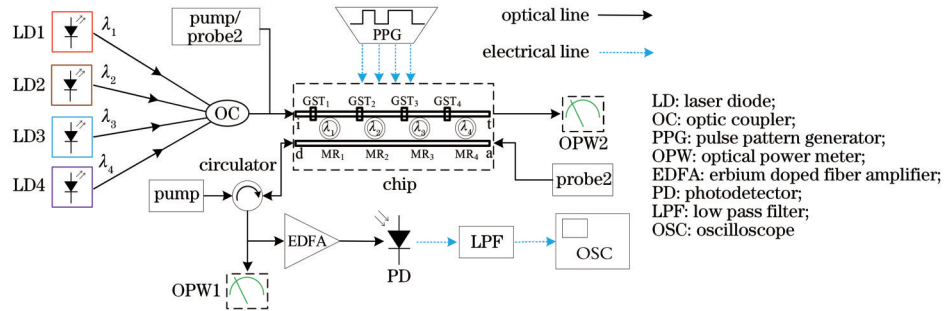 LD1
λ1
LD2
λ2
LD3
λ3
LD4
λ4
OC
pump/
probe2
PPG
optical line
electrical line
GST1
GST2
GST3
GST4
i
t
λ1
λ2
λ3
λ4
d
a
MR1
MR2
MR3
MR4
chip
OPW2
probe2
circulator
pump
OPW1
EDFA
PD
LPF
OSC
LD: laser diode;
OC: optic coupler;
PPG: pulse pattern generator;
OPW: optical power meter;
EDFA: erbium doped fiber amplifier;
PD: photodetector;
LPF: low pass filter;
OSC: oscilloscope